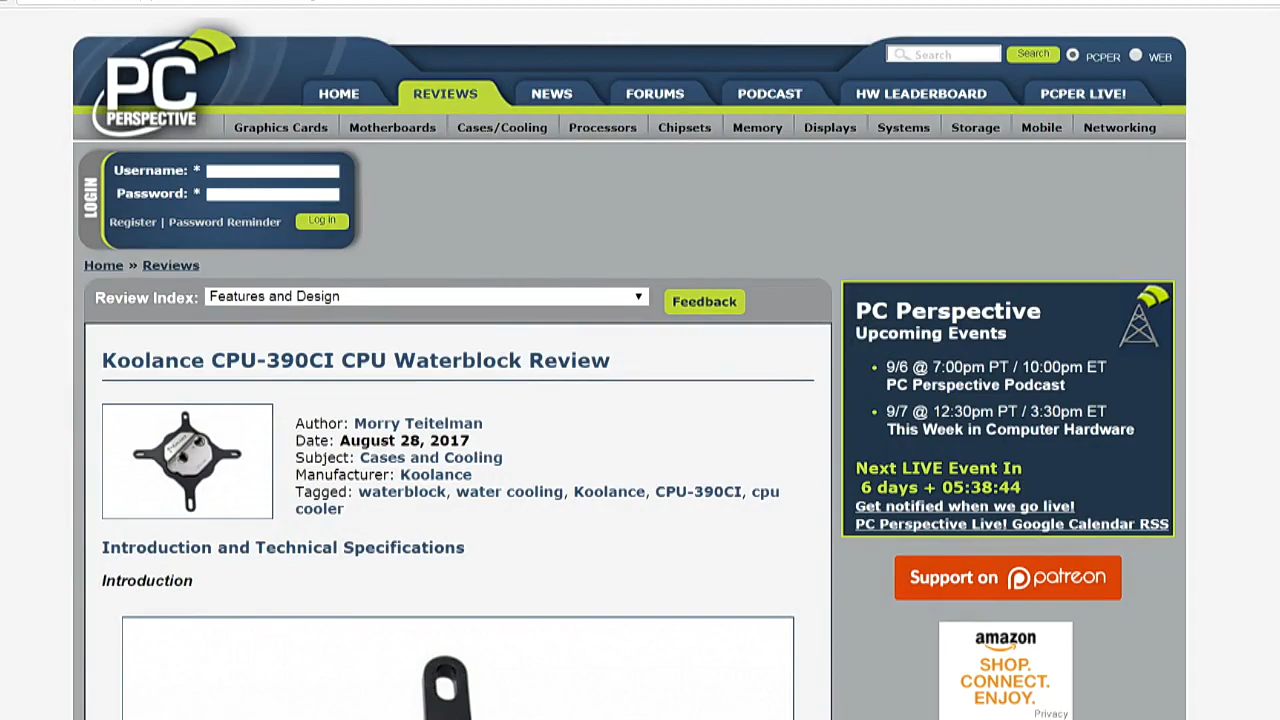 PC
PERSPECTIVE
Search
Search
PCPER
WEB
HOME
REVIEWS
NEWS
FORUMS
PODCAST
HW LEADERBOARD
PCPER LIVE!
Graphics Cards
Motherboards
Cases/Cooling
Processors
Chipsets
Memory
Displays
Systems
Storage
Mobile
Networking
LOGIN
Username: *
Password: *
Register | Password Reminder
Log in
Home » Reviews
Review Index:
Features and Design
Feedback
Koolance CPU-390CI CPU Waterblock Review
Author: Morry Teitelman
Date: August 28, 2017
Subject: Cases and Cooling
Manufacturer: Koolance
Tagged: waterblock, water cooling, Koolance, CPU-390CI, cpu
cooler
Introduction and Technical Specifications
Introduction
PC Perspective
Upcoming Events
• 9/6 @ 7:00pm PT / 10:00pm ET
PC Perspective Podcast
• 9/7 @ 12:30pm PT / 3:30pm ET
This Week in Computer Hardware
Next LIVE Event In
6 days + 05:38:44
Get notified when we go live!
PC Perspective Live! Google Calendar RSS
Support on patreon
amazon
SHOP.
CONNECT.
ENJOY.
Privacy